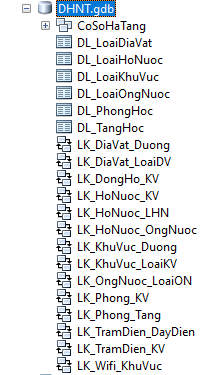 DHNT.gdb
CoSoHaTang
DL_LoaiDiaVat
DL_LoaiHoNuoc
DL_LoaiKhuVuc
DL_LoaiOngNuoc
DL_PhongHoc
DL_TangHoc
LK_DiaVat_Duong
LK_DiaVat_LoaiDV
LK_DongHo_KV
LK_HoNuoc_KV
LK_HoNuoc_LHN
LK_HoNuoc_OngNuoc
LK_KhuVuc_Duong
LK_KhuVuc_LoaiKV
LK_OngNuoc_LoaiON
LK_Phong_KV
LK_Phong_Tang
LK_TramDien_DayDien
LK_TramDien_KV
LK_Wifi_KhuVuc